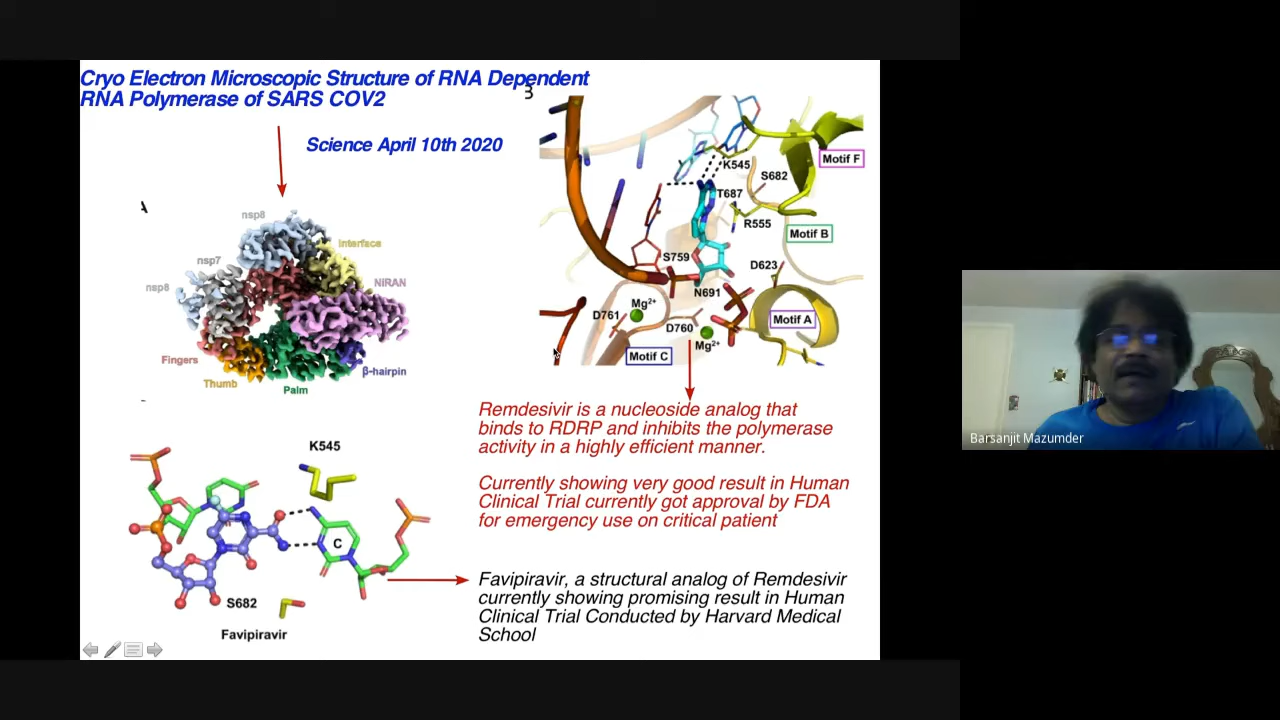 Cryo Electron Microscopic Structure of RNA Dependent
RNA Polymerase of SARS COV2
Science April 10th 2020
A
nsp8
interface
nsp7
NiRAN
nsp8
Fingers
β-hairpin
Thumb
Palm
K545
Motif F
S682
T687
R555
Motif B
S759
D623
N691
Mg²⁺
D761
D760
Motif A
Mg²⁺
Motif C
Remdesivir is a nucleoside analog that
binds to RDRP and inhibits the polymerase
activity in a highly efficient manner.
Currently showing very good result in Human
Clinical Trial currently got approval by FDA
for emergency use on critical patient
K545
C
S682
Favipiravir
Favipiravir, a structural analog of Remdesivir
currently showing promising result in Human
Clinical Trial Conducted by Harvard Medical
School
Barsanjit Mazumder